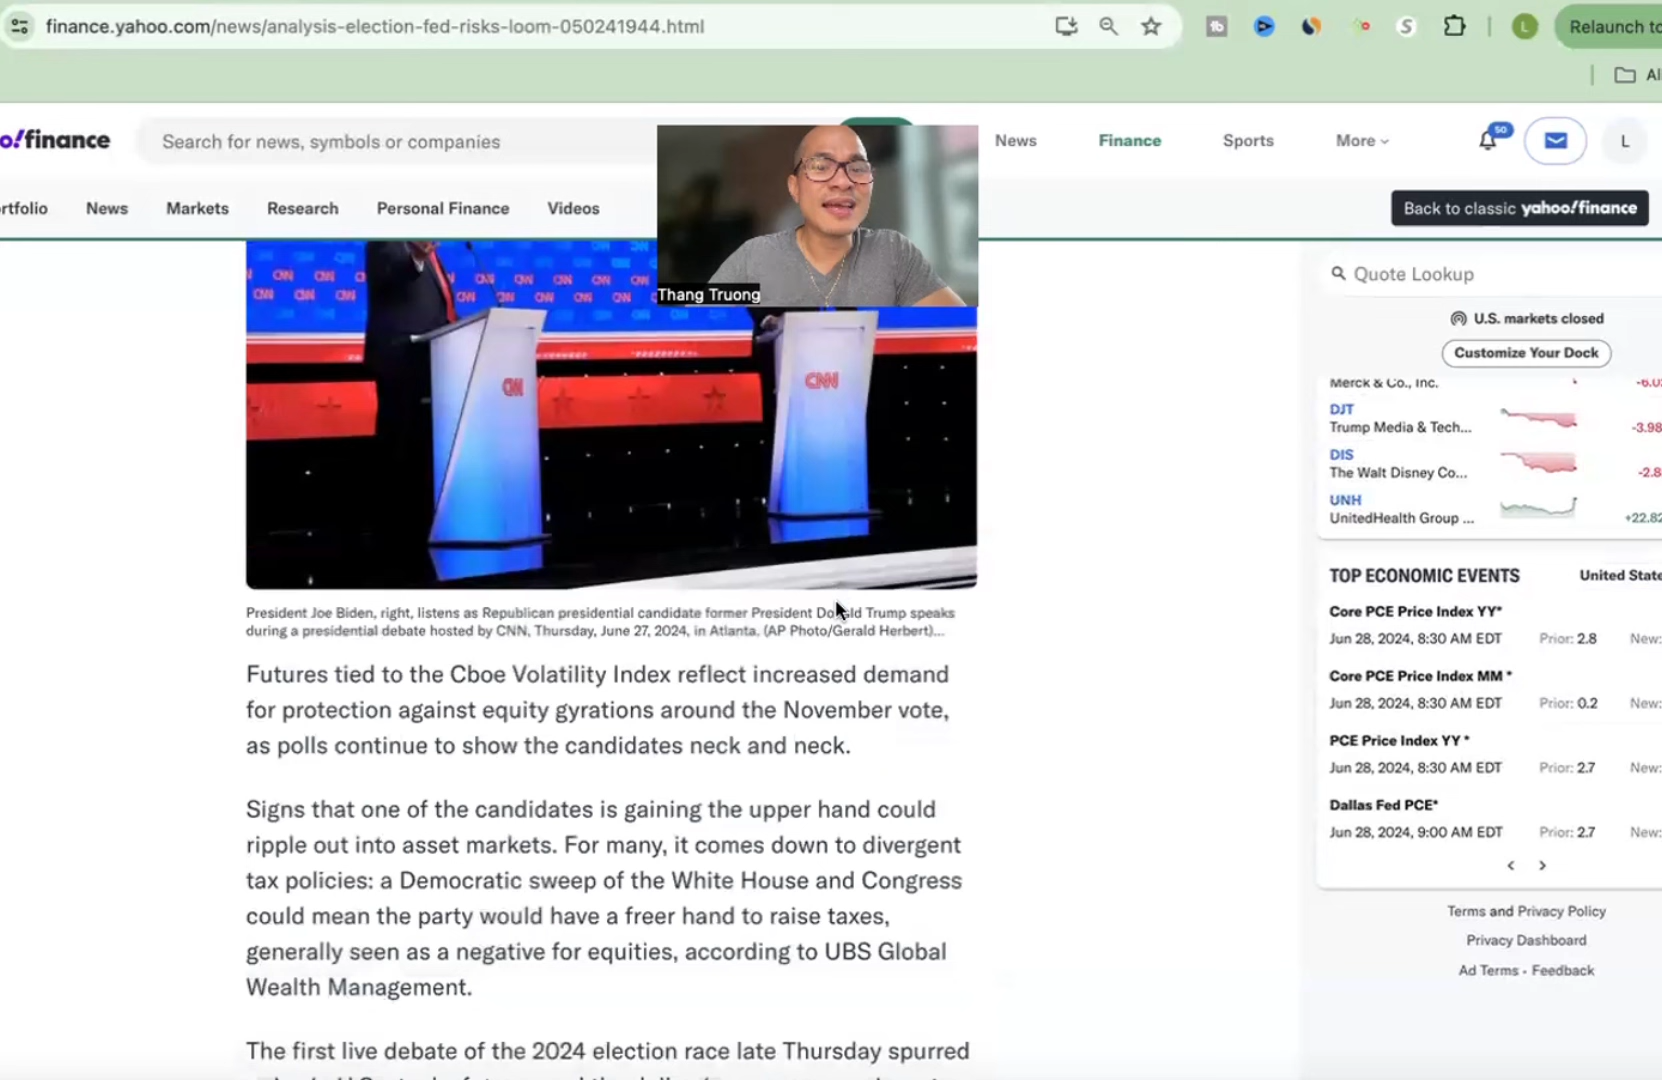 finance.yahoo.com/news/analysis-election-fed-risks-loom-050241944.html
tb
S
L
Relaunch to
o!finance
Search for news, symbols or companies
News
Finance
Sports
More
50
L
rtfolio
News
Markets
Research
Personal Finance
Videos
Back to classic yahoo!finance
CNN CNN
CNN CNN CNN CNN
CNN CNN
CNN
CNN
Thang Truong
President Joe Biden, right, listens as Republican presidential candidate former President Do ld Trump speaks
during a presidential debate hosted by CNN, Thursday, June 27, 2024, in Atlanta. (AP Photo/Gerald Herbert)...
Futures tied to the Cboe Volatility Index reflect increased demand
for protection against equity gyrations around the November vote,
as polls continue to show the candidates neck and neck.
Signs that one of the candidates is gaining the upper hand could
ripple out into asset markets. For many, it comes down to divergent
tax policies: a Democratic sweep of the White House and Congress
could mean the party would have a freer hand to raise taxes,
generally seen as a negative for equities, according to UBS Global
Wealth Management.
The first live debate of the 2024 election race late Thursday spurred
Quote Lookup
U.S. markets closed
Customize Your Dock
Merck & Co., Inc.
DJT
Trump Media & Tech... -3.98
DIS
The Walt Disney Co... -2.8
UNH
UnitedHealth Group ... +22.82
TOP ECONOMIC EVENTS United State
Core PCE Price Index YY*
Jun 28, 2024, 8:30 AM EDT Prior: 2.8 New:
Core PCE Price Index MM *
Jun 28, 2024, 8:30 AM EDT Prior: 0.2 New:
PCE Price Index YY *
Jun 28, 2024, 8:30 AM EDT Prior: 2.7 New:
Dallas Fed PCE*
Jun 28, 2024, 9:00 AM EDT Prior: 2.7 New:
Terms and Privacy Policy
Privacy Dashboard
Ad Terms • Feedback